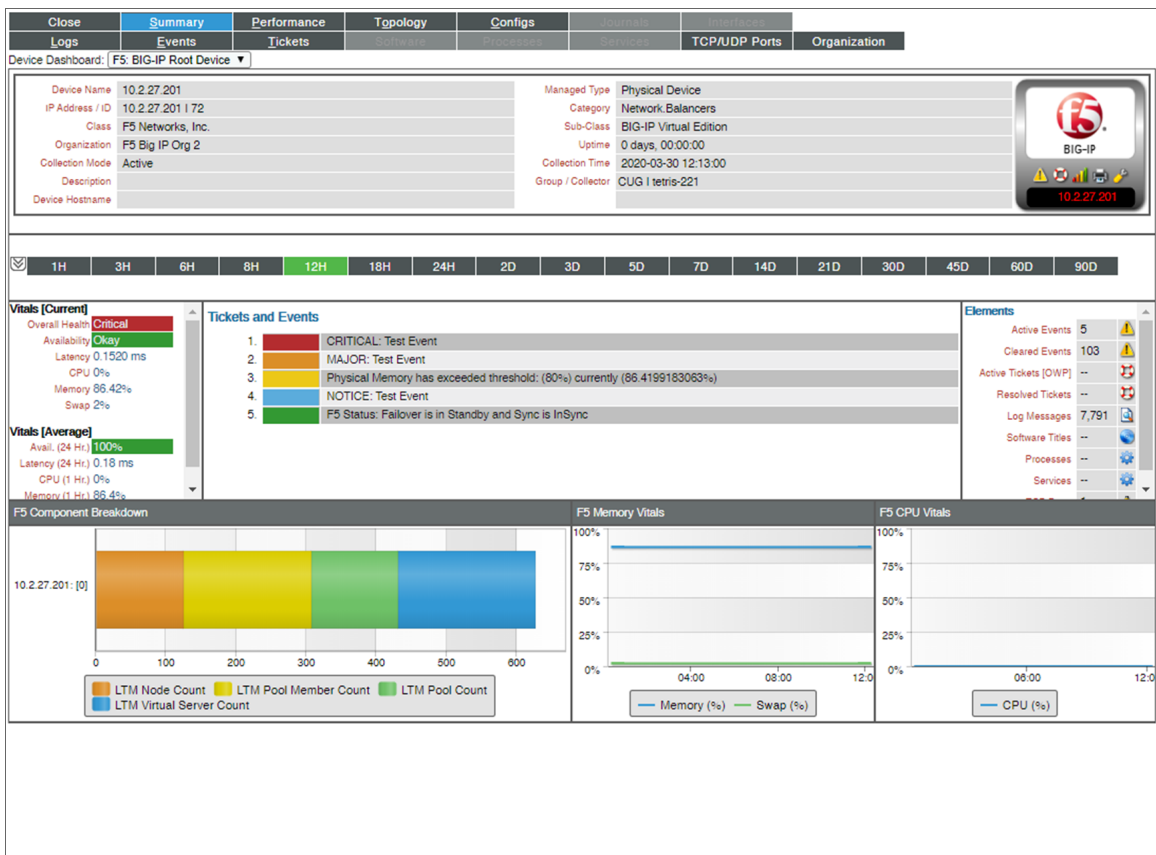 Close Summary Performance Topology Configs Journals Interfaces
Logs Events Tickets Software Processes Services TCP/UDP Ports Organization
Device Dashboard: F5: BIG-IP Root Device ▼
Device Name 10.2.27.201 Managed Type Physical Device
IP Address / ID 10.2.27.201 | 72 Category Network.Balancers
Class F5 Networks, Inc. Sub-Class BIG-IP Virtual Edition
Organization F5 Big IP Org 2 Uptime 0 days, 00:00:00
Collection Mode Active Collection Time 2020-03-30 12:13:00
Description Group / Collector CUG | tetris-221
Device Hostname
f5.
BIG-IP
10.2.27.201
1H 3H 6H 8H 12H 18H 24H 2D 3D 5D 7D 14D 21D 30D 45D 60D 90D
Vitals [Current]
Overall Health Critical
Availability Okay
Latency 0.1520 ms
CPU 0%
Memory 86.42%
Swap 2%
Vitals [Average]
Avail. (24 Hr.) 100%
Latency (24 Hr.) 0.18 ms
CPU (1 Hr.) 0%
Memory (1 Hr.) 86.4%
Tickets and Events
1. CRITICAL: Test Event
2. MAJOR: Test Event
3. Physical Memory has exceeded threshold: (80%) currently (86.4199183063%)
4. NOTICE: Test Event
5. F5 Status: Failover is in Standby and Sync is InSync
Elements
Active Events 5
Cleared Events 103
Active Tickets [OWP] --
Resolved Tickets --
Log Messages 7,791
Software Titles --
Processes --
Services --
F5 Component Breakdown
10.2.27.201: [0]
0 100 200 300 400 500 600
LTM Node Count LTM Pool Member Count LTM Pool Count
LTM Virtual Server Count
F5 Memory Vitals
100%
75%
50%
25%
0%
04:00 08:00 12:0
Memory (%) Swap (%)
F5 CPU Vitals
100%
75%
50%
25%
0%
06:00 12:0
CPU (%)